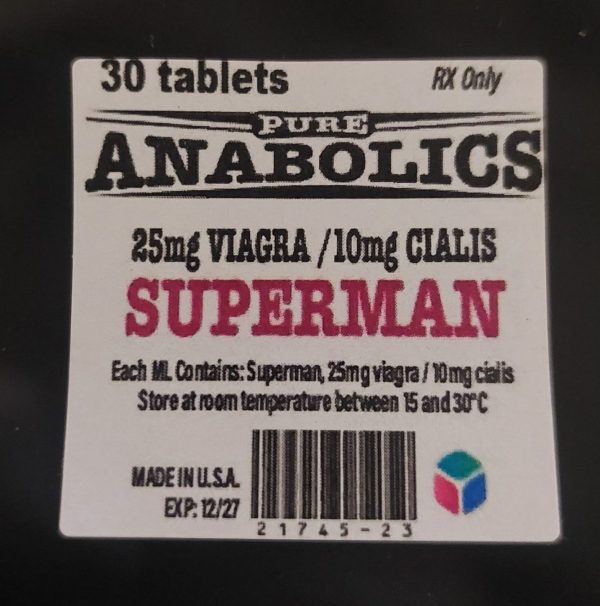 30 tablets RX Only
PURE
ANABOLICS
25mg VIAGRA / 10mg CIALIS
SUPERMAN
Each ML Contains: Superman, 25mg viagra / 10mg cialis
Store at room temperature between 15 and 30°C
MADE IN U.S.A.
EXP: 12/27
21745-23